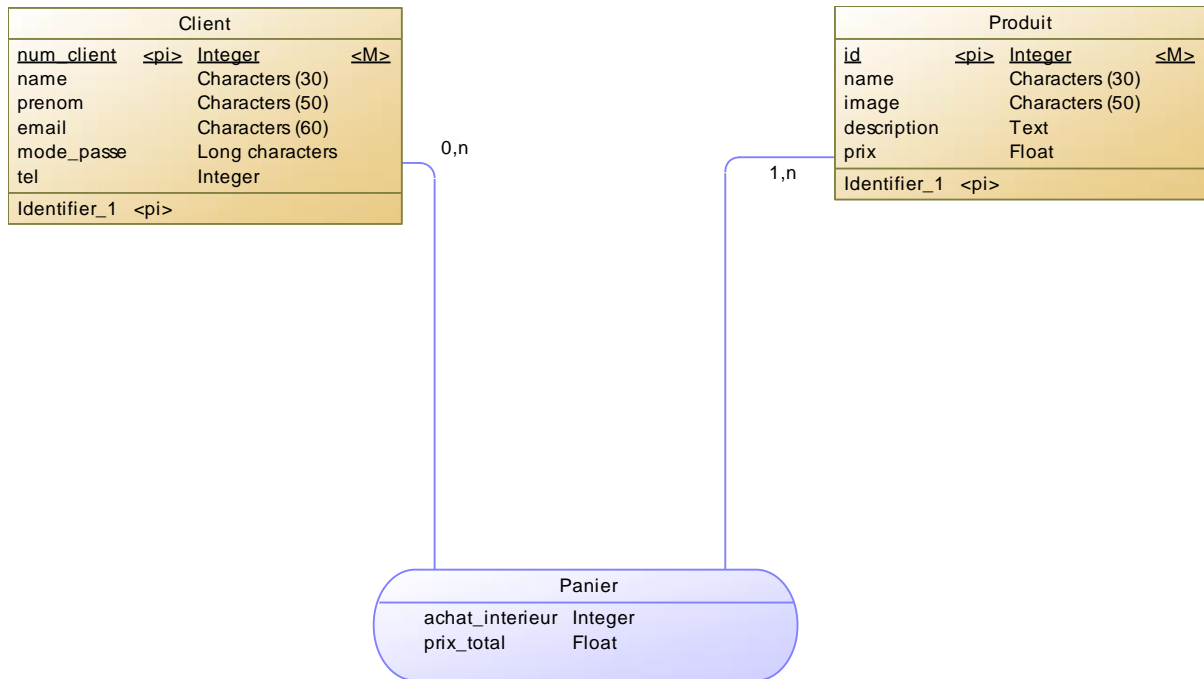 Client
num_client <pi> Integer <M>
name Characters (30)
prenom Characters (50)
email Characters (60)
mode_passe Long characters
tel Integer
Identifier_1 <pi>
0,n
Produit
id <pi> Integer <M>
name Characters (30)
image Characters (50)
description Text
prix Float
Identifier_1 <pi>
1,n
Panier
achat_interieur Integer
prix_total Float